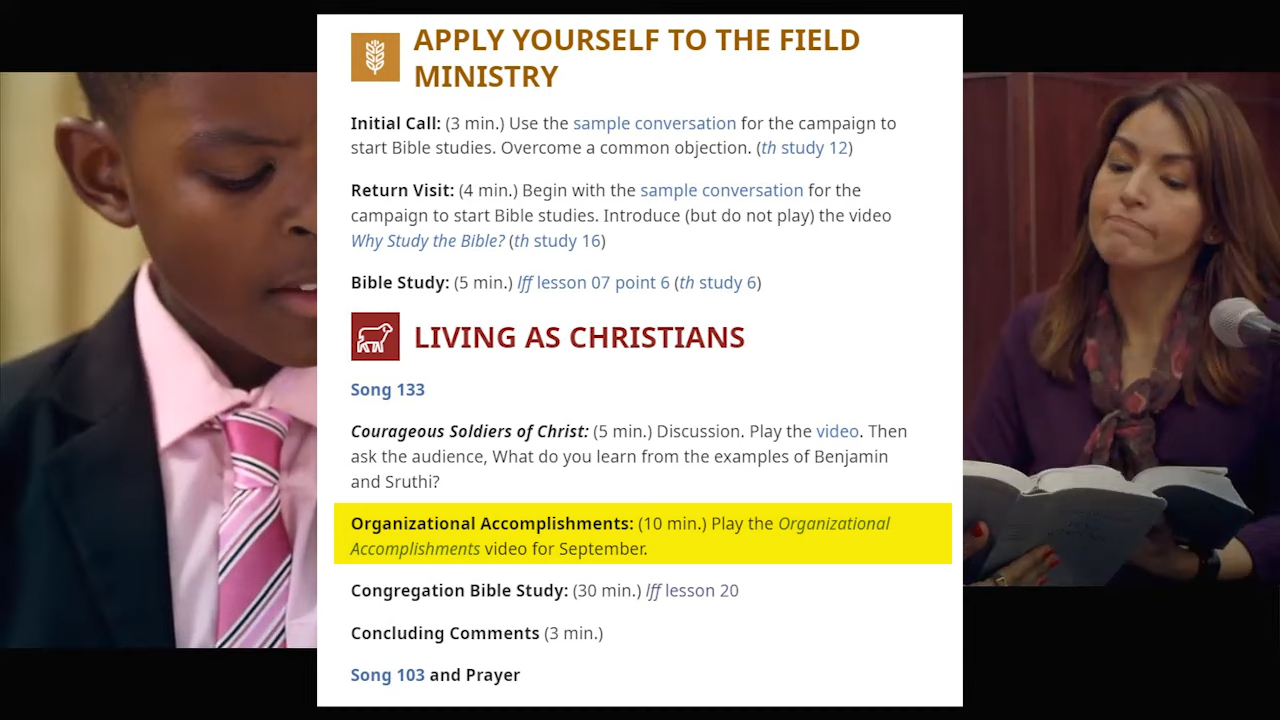 APPLY YOURSELF TO THE FIELD
MINISTRY
Initial Call: (3 min.) Use the sample conversation for the campaign to
start Bible studies. Overcome a common objection. (th study 12)
Return Visit: (4 min.) Begin with the sample conversation for the
campaign to start Bible studies. Introduce (but do not play) the video
Why Study the Bible? (th study 16)
Bible Study: (5 min.) lff lesson 07 point 6 (th study 6)
LIVING AS CHRISTIANS
Song 133
Courageous Soldiers of Christ: (5 min.) Discussion. Play the video. Then
ask the audience, What do you learn from the examples of Benjamin
and Sruthi?
Organizational Accomplishments: (10 min.) Play the Organizational
Accomplishments video for September.
Congregation Bible Study: (30 min.) lff lesson 20
Concluding Comments (3 min.)
Song 103 and Prayer